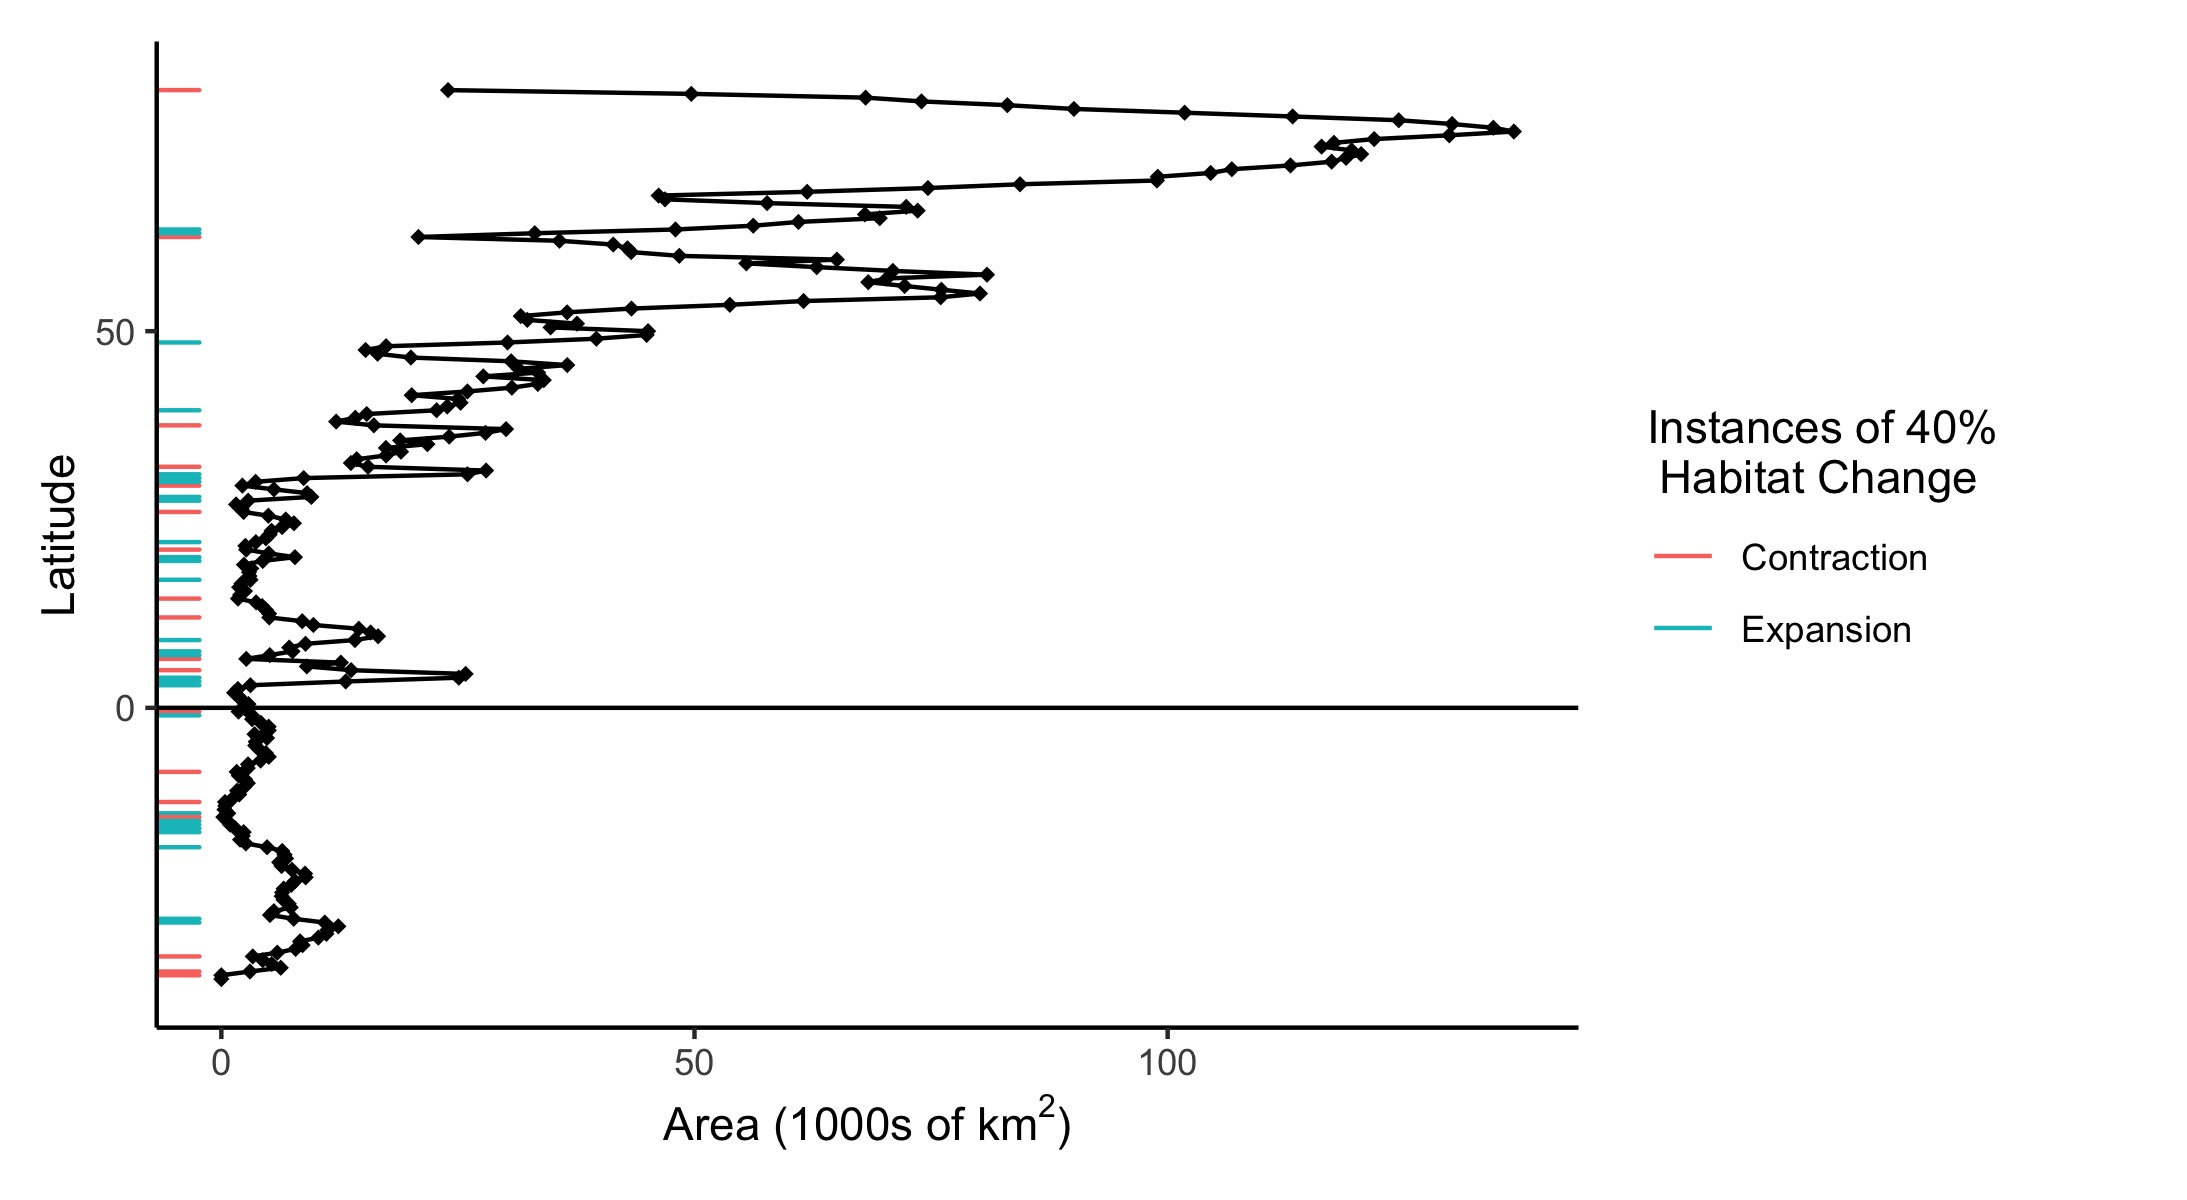 50
0
Latitude
0
50
100
Area (1000s of km²)
Instances of 40%
Habitat Change
Contraction
Expansion